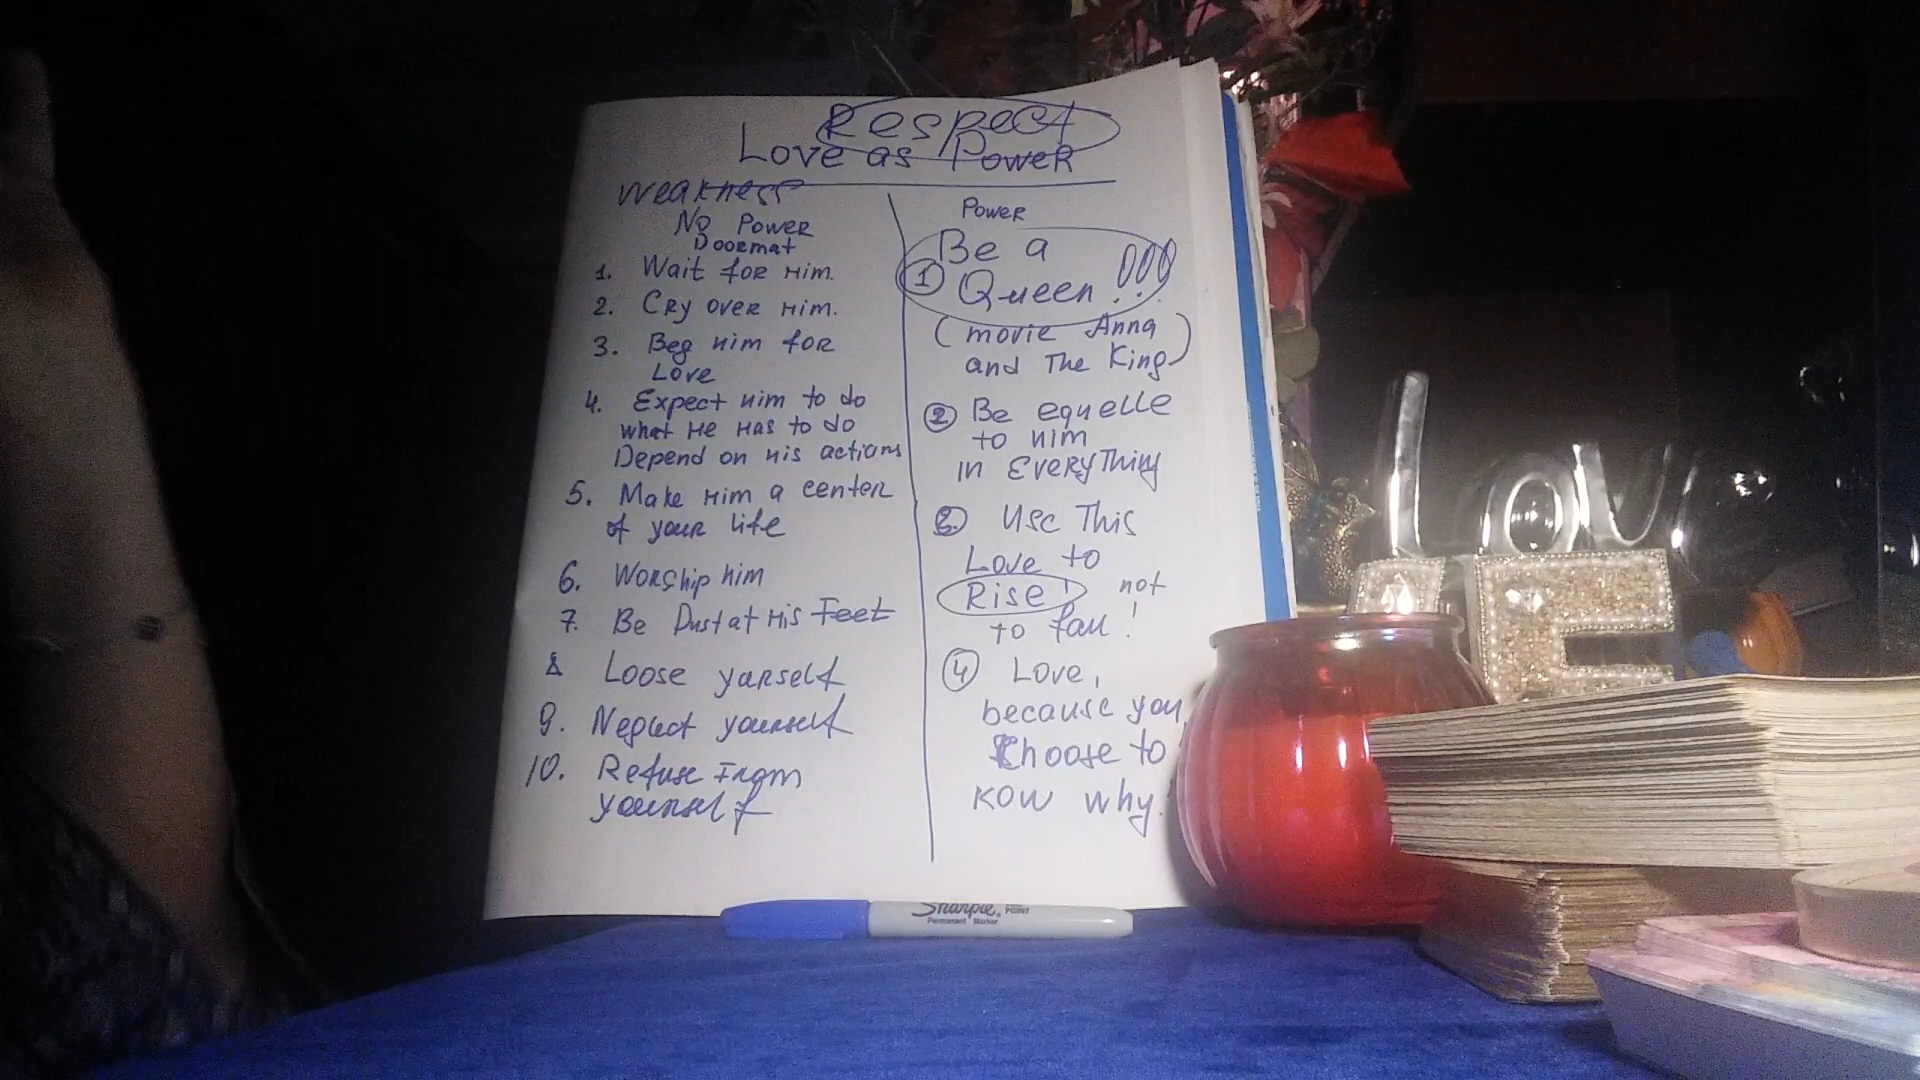 Respect
Love as Power
Weakness
No Power
Doormat
1. Wait for Him.
2. Cry over Him.
3. Beg him for
Love
4. Expect him to do
what He Has to do
Depend on his actions
5. Make Him a center
of your life
6. Worship him
7. Be Dust at His Feet
8 Loose yourself
9. Neglect yourself
10. Refuse From
yourself
Power
Be a
1 Queen!!!
(movie Anna
and The King)
2. Be equelle
to him
in EveryThing
3. Use This
Love to
Rise! not
to fall!
4 Love,
because you
Choose to
kow why.
LOVE
E
Sharpie.
POINT
Permanent Marker